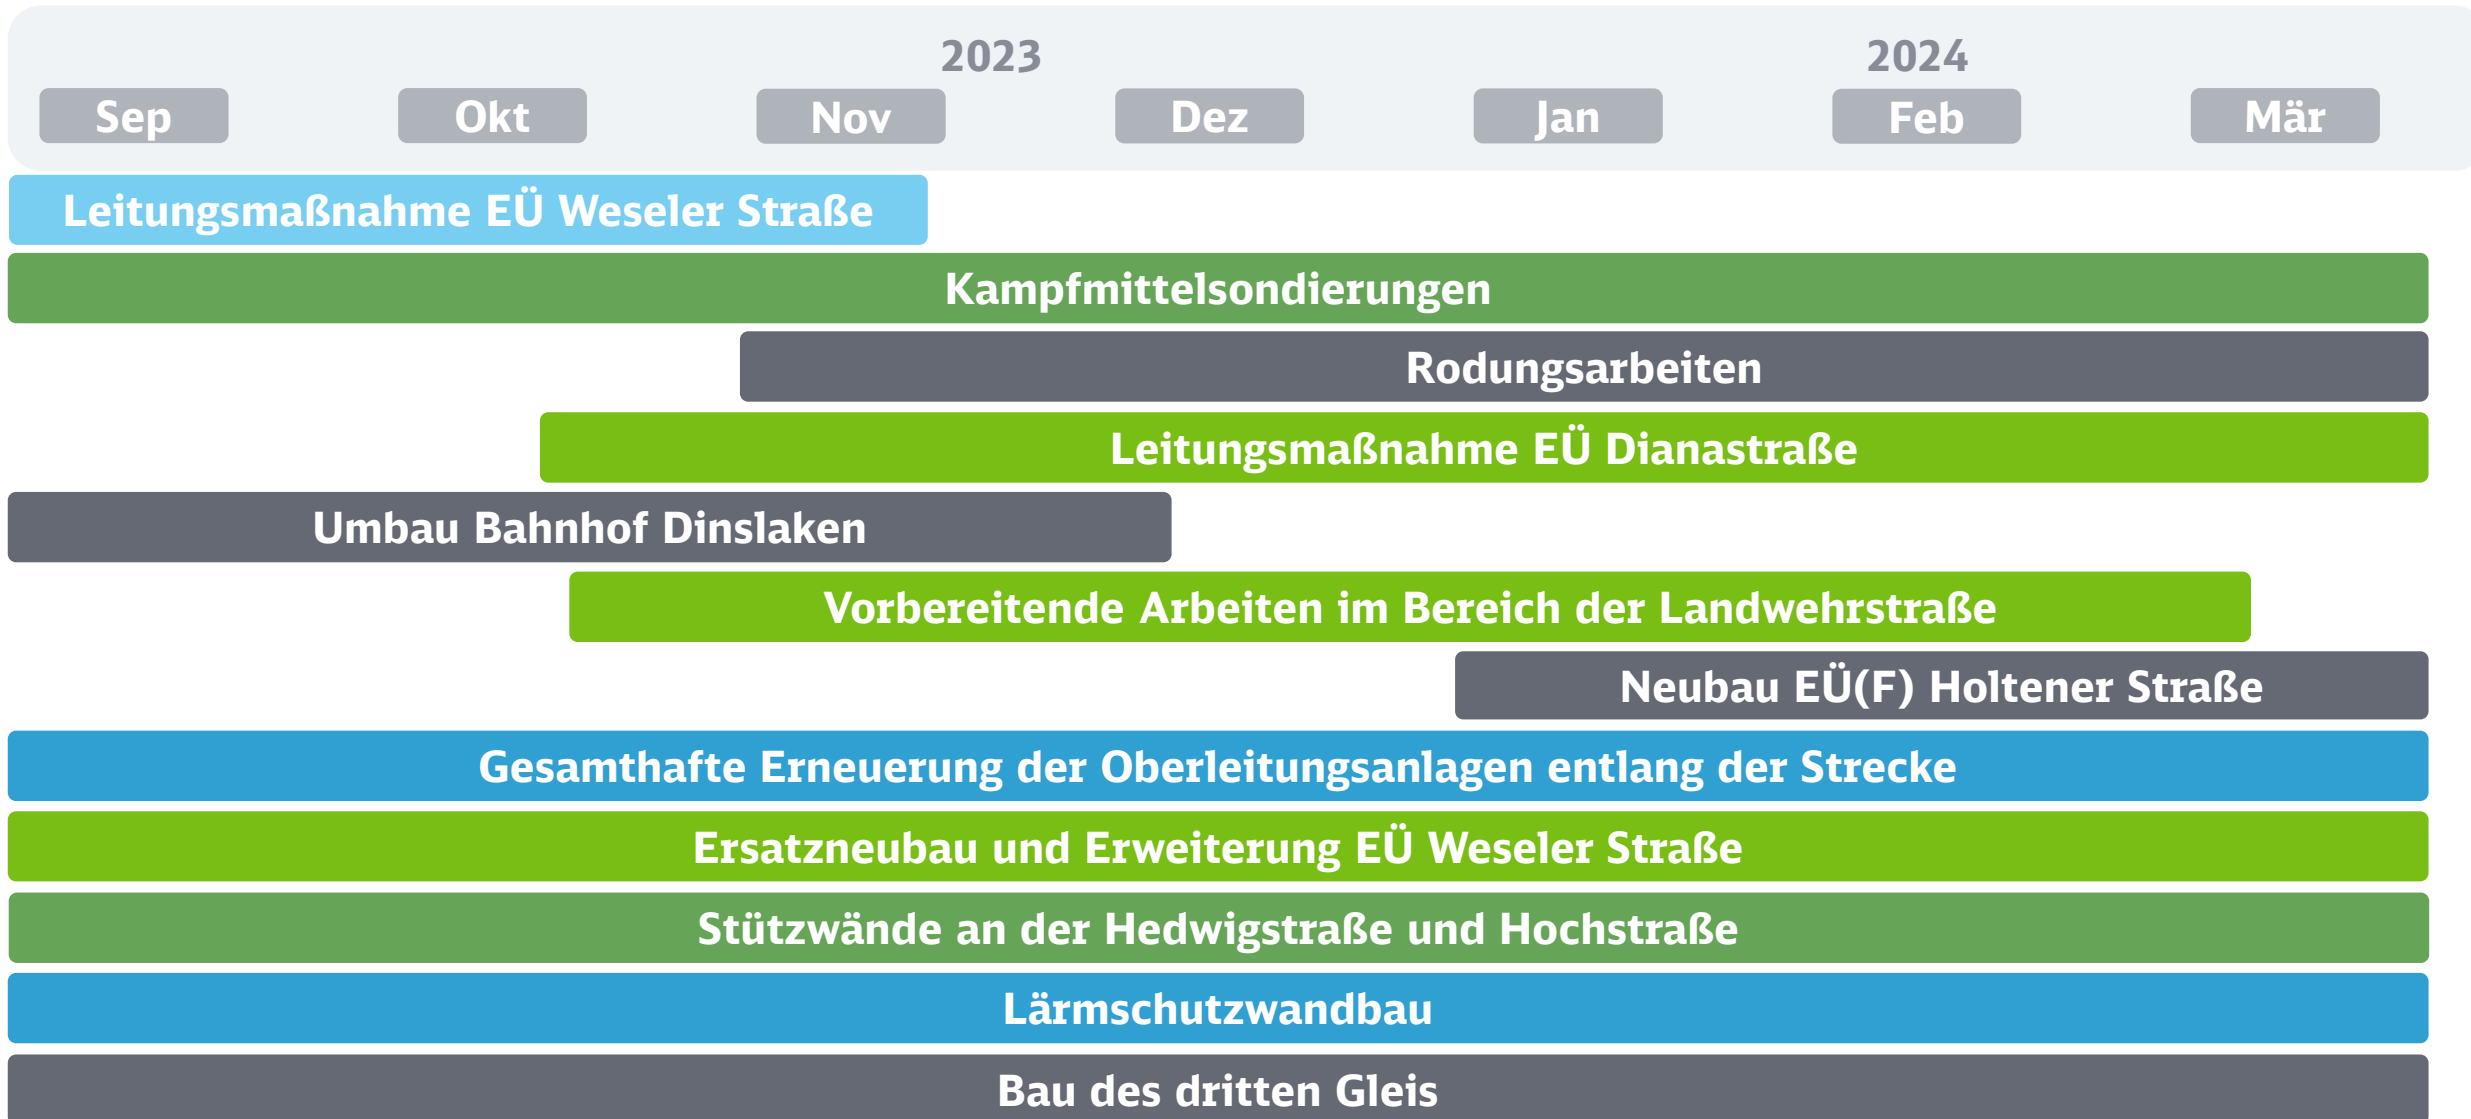 2023 2024
Sep Okt Nov Dez Jan Feb Mär
Leitungsmaßnahme EÜ Weseler Straße
Kampfmittelsondierungen
Rodungsarbeiten
Leitungsmaßnahme EÜ Dianastraße
Umbau Bahnhof Dinslaken
Vorbereitende Arbeiten im Bereich der Landwehrstraße
Neubau EÜ(F) Holtener Straße
Gesamthafte Erneuerung der Oberleitungsanlagen entlang der Strecke
Ersatzneubau und Erweiterung EÜ Weseler Straße
Stützwände an der Hedwigstraße und Hochstraße
Lärmschutzwandbau
Bau des dritten Gleis